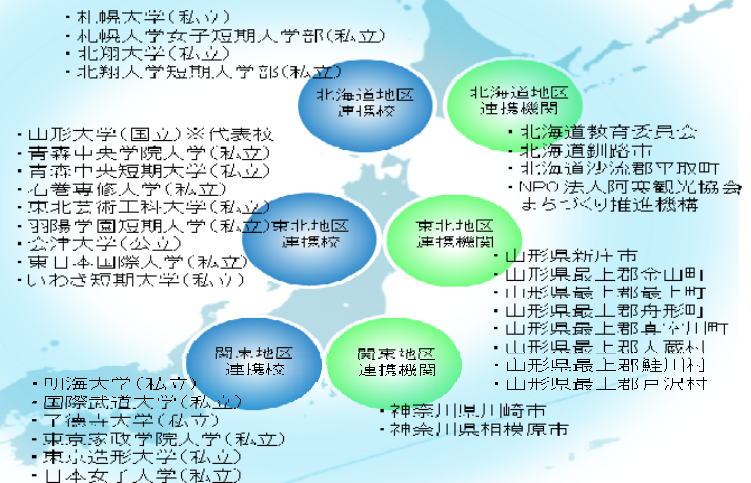 ・札幌大学(私立)
・札幌大学女子短期大学部(私立)
・北翔大学(私立)
・北翔大学短期大学部(私立)
北海道地区
連携校
北海道地区
連携機関
・北海道教育委員会
・北海道釧路市
・北海道沙流郡平取町
・NPO法人阿寒観光協会
まちづくり推進機構
・山形大学(国立)※代表校
・青森中央学院大学(私立)
・青森中央短期大学(私立)
・石巻専修大学(私立)
・東北芸術工科大学(私立)
・羽陽学園短期大学(私立)
・会津大学(公立)
・東日本国際大学(私立)
・いわき短期大学(私立)
東北地区
連携校
東北地区
連携機関
・山形県新庄市
・山形県最上郡金山町
・山形県最上郡最上町
・山形県最上郡舟形町
・山形県最上郡真室川町
・山形県最上郡大蔵村
・山形県最上郡鮭川村
・山形県最上郡戸沢村
関東地区
連携校
関東地区
連携機関
・明海大学(私立)
・国際武道大学(私立)
・了徳寺大学(私立)
・東京家政学院大学(私立)
・東京造形大学(私立)
・日本女子大学(私立)
・神奈川県川崎市
・神奈川県相模原市